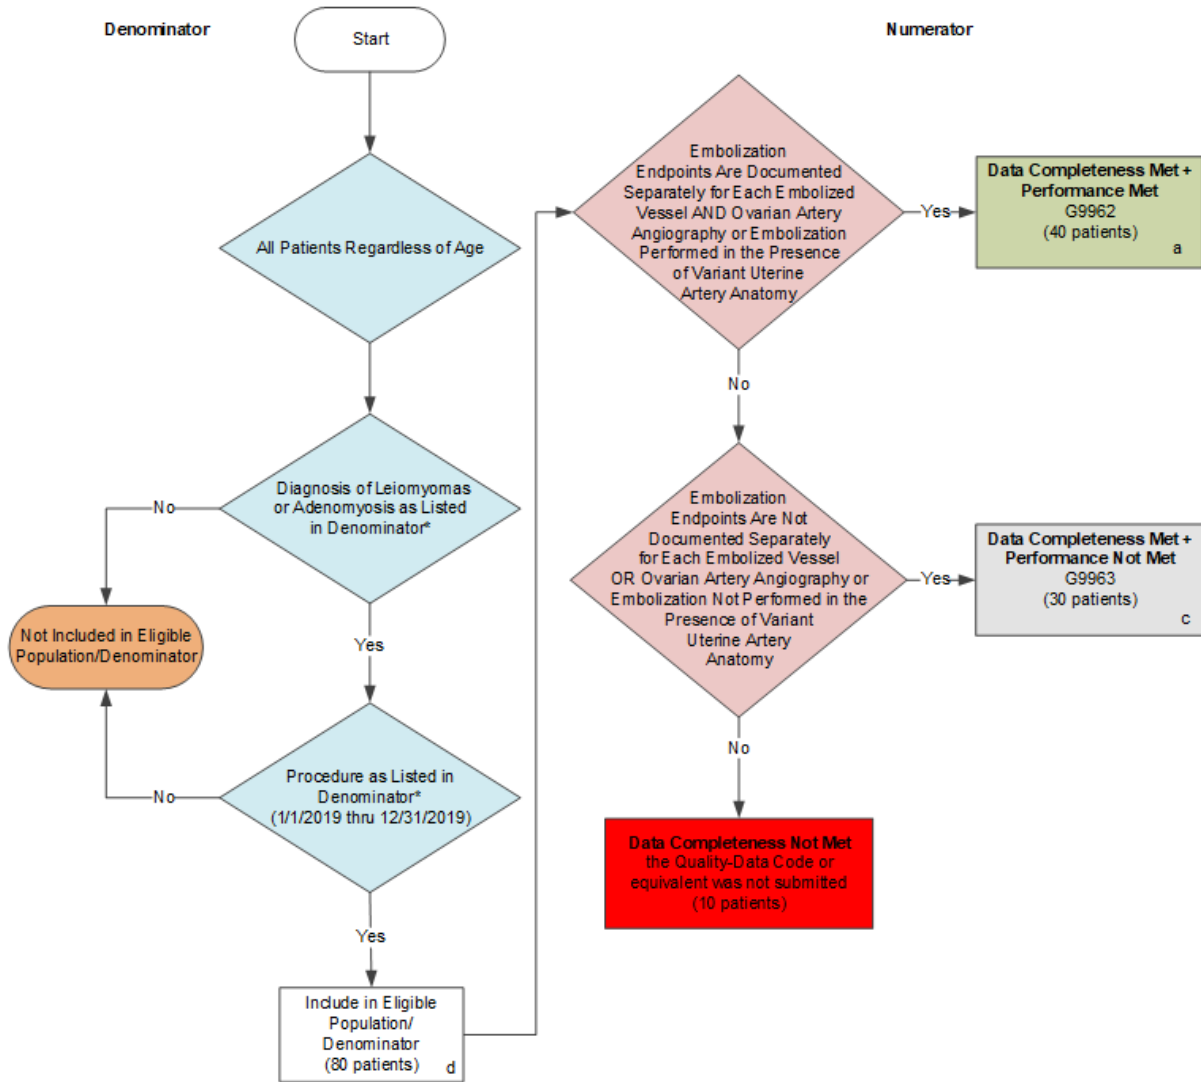 Denominator
Start
All Patients Regardless of Age
Diagnosis of Leiomyomas
or Adenomyosis as Listed
in Denominator*
No
Not Included in Eligible
Population/Denominator
Yes
Procedure as Listed in
Denominator*
(1/1/2019 thru 12/31/2019)
No
Yes
Include in Eligible
Population/
Denominator
(80 patients)
d
Numerator
Embolization
Endpoints Are Documented
Separately for Each Embolized
Vessel AND Ovarian Artery
Angiography or Embolization
Performed in the Presence
of Variant Uterine
Artery Anatomy
Yes
Data Completeness Met +
Performance Met
G9962
(40 patients)
a
No
Embolization
Endpoints Are Not
Documented Separately
for Each Embolized Vessel
OR Ovarian Artery Angiography or
Embolization Not Performed in the
Presence of Variant
Uterine Artery
Anatomy
Yes
Data Completeness Met +
Performance Not Met
G9963
(30 patients)
c
No
Data Completeness Not Met
the Quality-Data Code or
equivalent was not submitted
(10 patients)